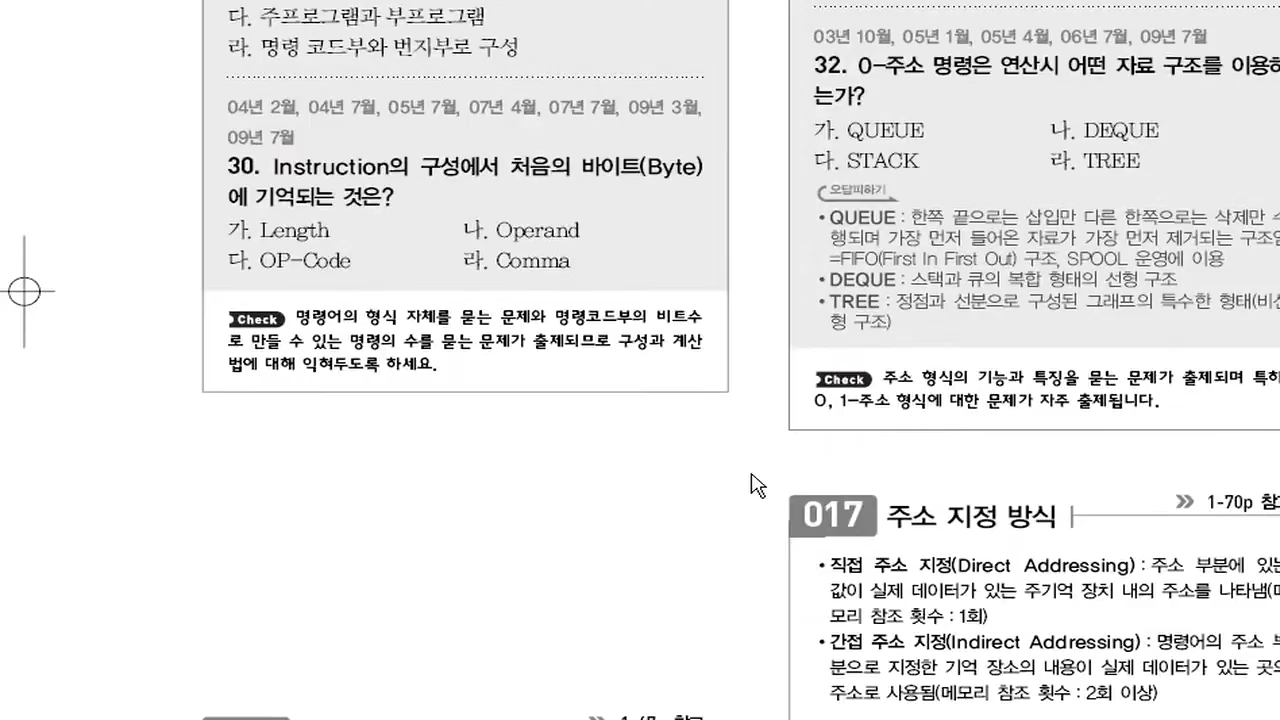 다. 주프로그램과 부프로그램
라. 명령 코드부와 번지부로 구성
04년 2월, 04년 7월, 05년 7월, 07년 4월, 07년 7월, 09년 3월,
09년 7월
30. Instruction의 구성에서 처음의 바이트(Byte)
에 기억되는 것은?
가. Length 나. Operand
다. OP-Code 라. Comma
Check 명령어의 형식 자체를 묻는 문제와 명령코드부의 비트수
로 만들 수 있는 명령의 수를 묻는 문제가 출제되므로 구성과 계산
법에 대해 익혀두도록 하세요.
03년 10월, 05년 1월, 05년 4월, 06년 7월, 09년 7월
32. 0-주소 명령은 연산시 어떤 자료 구조를 이용하
는가?
가. QUEUE 나. DEQUE
다. STACK 라. TREE
오답피하기
• QUEUE : 한쪽 끝으로는 삽입만 다른 한쪽으로는 삭제만 수
행되며 가장 먼저 들어온 자료가 가장 먼저 제거되는 구조임
=FIFO(First In First Out) 구조, SPOOL 운영에 이용
• DEQUE : 스택과 큐의 복합 형태의 선형 구조
• TREE : 정점과 선분으로 구성된 그래프의 특수한 형태(비선
형 구조)
Check 주소 형식의 기능과 특징을 묻는 문제가 출제되며 특히
0, 1-주소 형식에 대한 문제가 자주 출제됩니다.
017 주소 지정 방식 1-70p 참고
• 직접 주소 지정(Direct Addressing) : 주소 부분에 있는
값이 실제 데이터가 있는 주기억 장치 내의 주소를 나타냄(메
모리 참조 횟수 : 1회)
• 간접 주소 지정(Indirect Addressing) : 명령어의 주소 부
분으로 지정한 기억 장소의 내용이 실제 데이터가 있는 곳의
주소로 사용됨(메모리 참조 횟수 : 2회 이상)